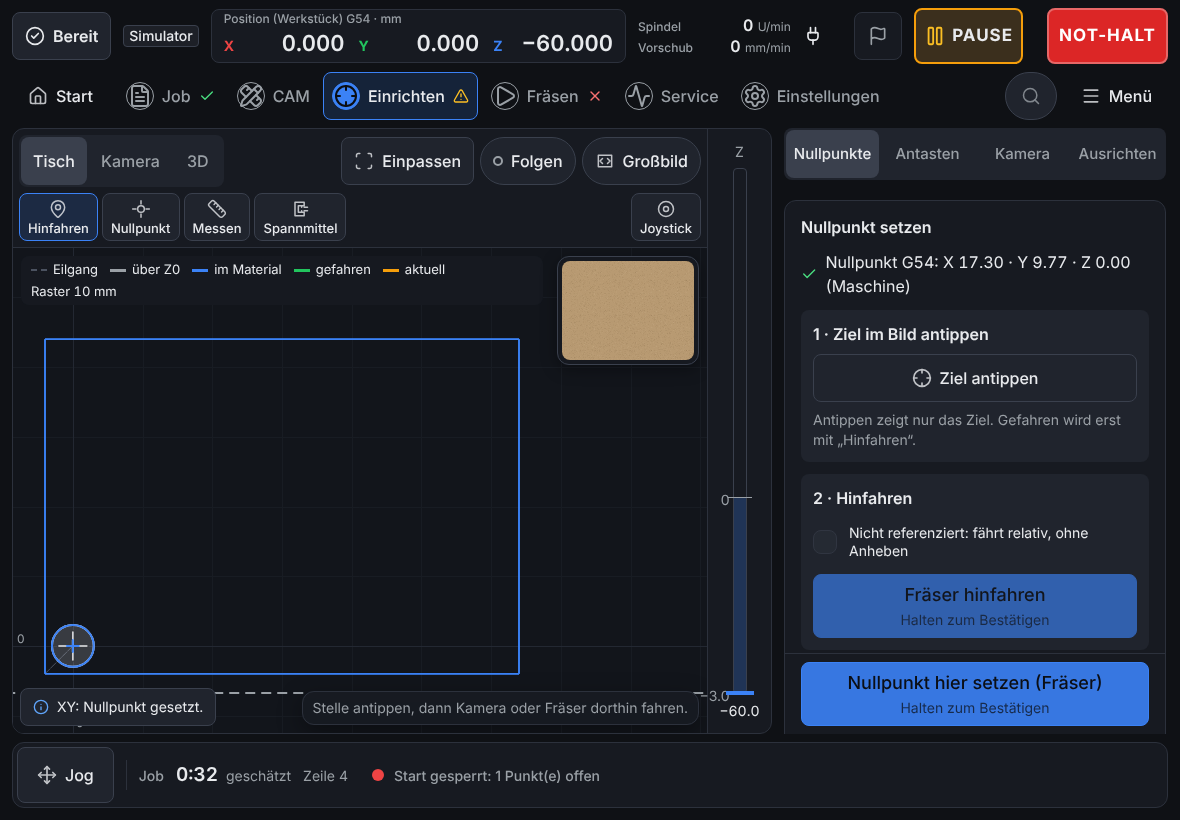 Bereit
Simulator
Position (Werkstück) G54 · mm
X 0.000 Y 0.000 Z −60.000
Spindel 0 U/min
Vorschub 0 mm/min
PAUSE
NOT-HALT
Start
Job
CAM
Einrichten
Fräsen
Service
Einstellungen
Menü
Tisch
Kamera
3D
Einpassen
Folgen
Großbild
Hinfahren
Nullpunkt
Messen
Spannmittel
Joystick
Eilgang über Z0 im Material gefahren aktuell
Raster 10 mm
0
XY: Nullpunkt gesetzt.
Stelle antippen, dann Kamera oder Fräser dorthin fahren.
Z
0
−3.0
−60.0
Nullpunkte
Antasten
Kamera
Ausrichten
Nullpunkt setzen
Nullpunkt G54: X 17.30 · Y 9.77 · Z 0.00
(Maschine)
1 · Ziel im Bild antippen
Ziel antippen
Antippen zeigt nur das Ziel. Gefahren wird erst
mit „Hinfahren“.
2 · Hinfahren
Nicht referenziert: fährt relativ, ohne
Anheben
Fräser hinfahren
Halten zum Bestätigen
Nullpunkt hier setzen (Fräser)
Halten zum Bestätigen
Jog
Job 0:32 geschätzt Zeile 4
Start gesperrt: 1 Punkt(e) offen